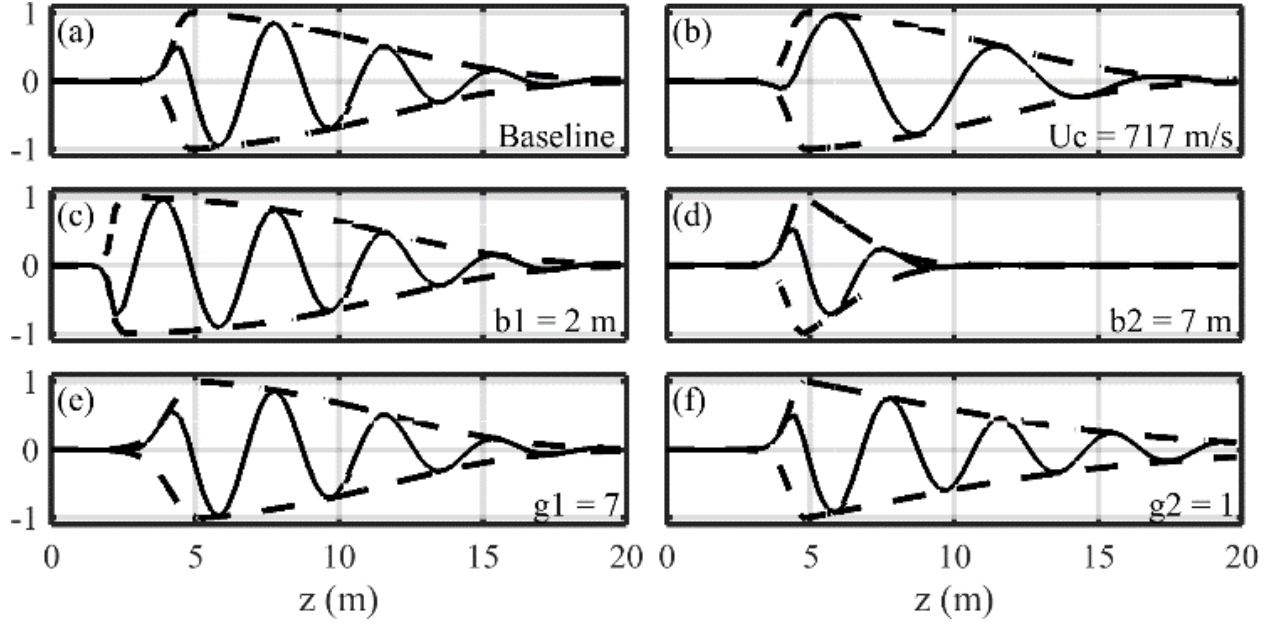 1
0
-1
(a)
Baseline
(b)
Uc = 717 m/s
1
0
-1
(c)
b1 = 2 m
(d)
b2 = 7 m
1
0
-1
(e)
g1 = 7
(f)
g2 = 1
0 5 10 15 20
0 5 10 15 20
z (m)
z (m)